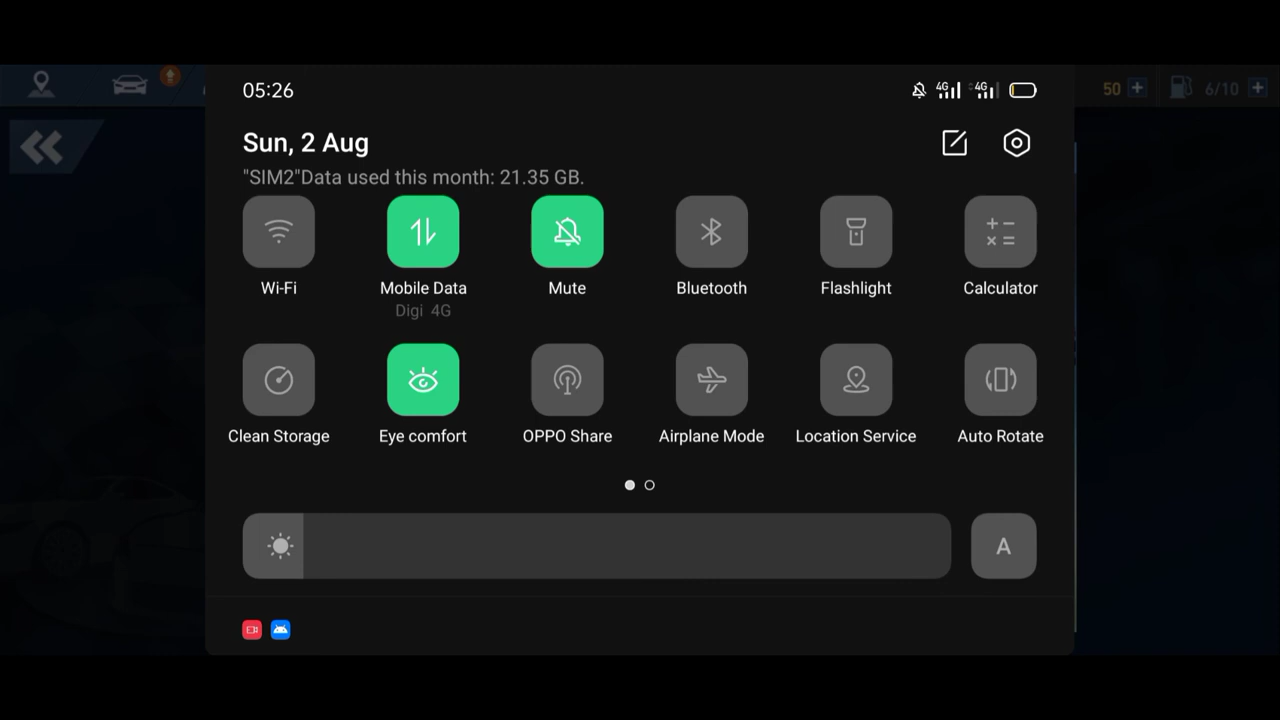 05:26
4G 4G
50
6/10
Sun, 2 Aug
"SIM2"Data used this month: 21.35 GB.
Wi-Fi Mobile Data Mute Bluetooth Flashlight Calculator
Digi 4G
Clean Storage Eye comfort OPPO Share Airplane Mode Location Service Auto Rotate
A